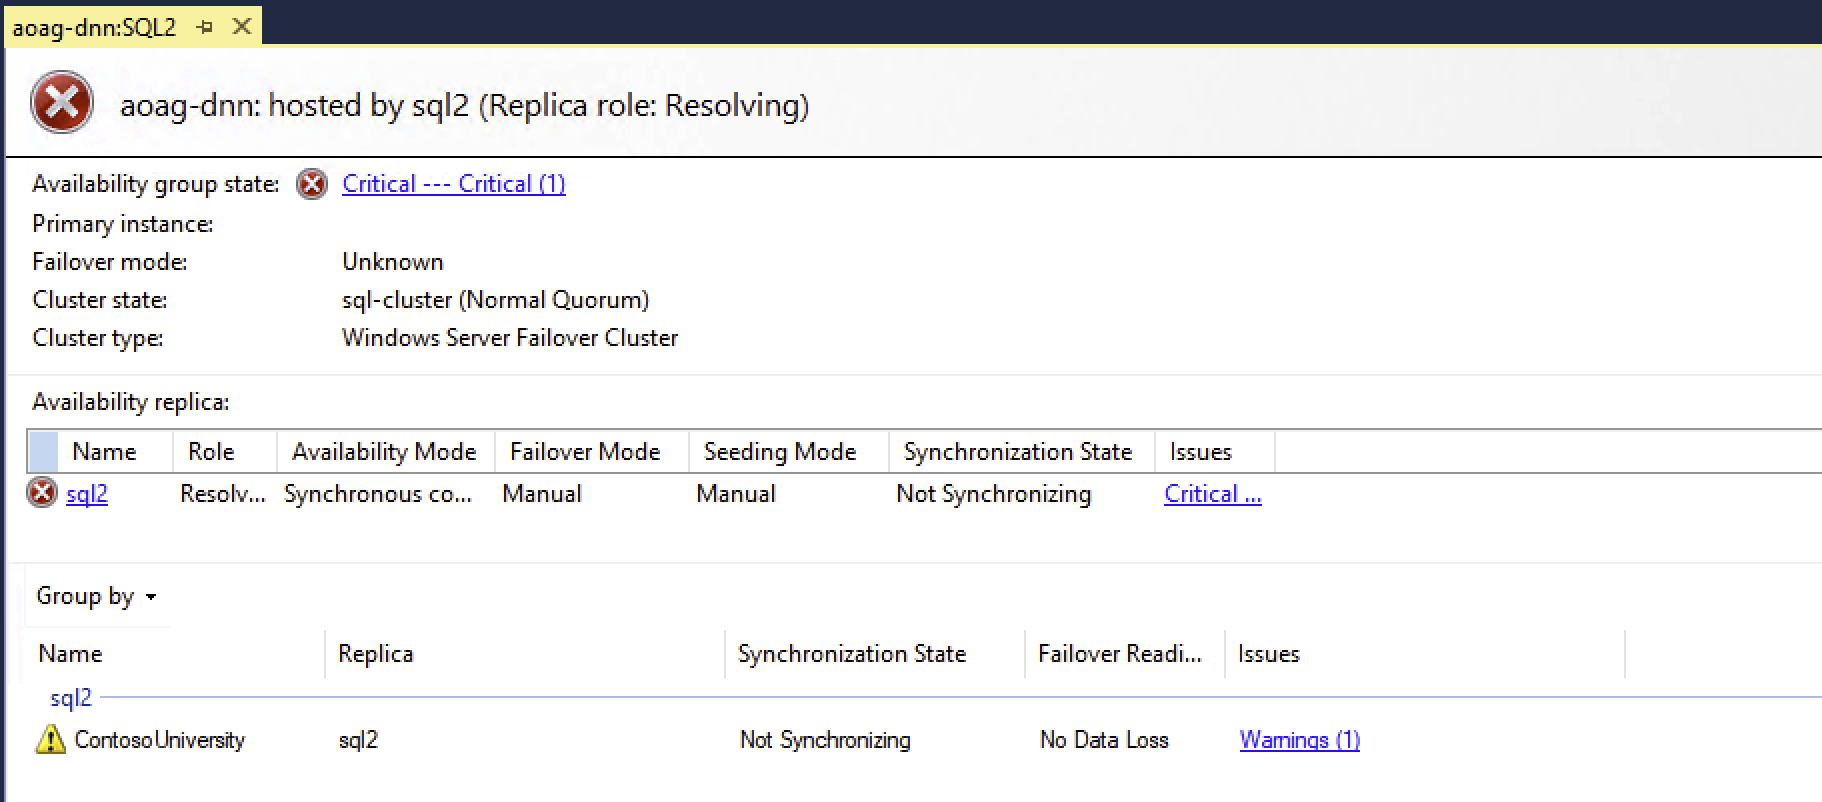 aoag-dnn:SQL2
aoag-dnn: hosted by sql2 (Replica role: Resolving)
Availability group state: Critical --- Critical (1)
Primary instance:
Failover mode: Unknown
Cluster state: sql-cluster (Normal Quorum)
Cluster type: Windows Server Failover Cluster
Availability replica:
Name Role Availability Mode Failover Mode Seeding Mode Synchronization State Issues
sql2 Resolv... Synchronous co... Manual Manual Not Synchronizing Critical ...
Group by
Name Replica Synchronization State Failover Readi... Issues
sql2
ContosoUniversity sql2 Not Synchronizing No Data Loss Warnings (1)